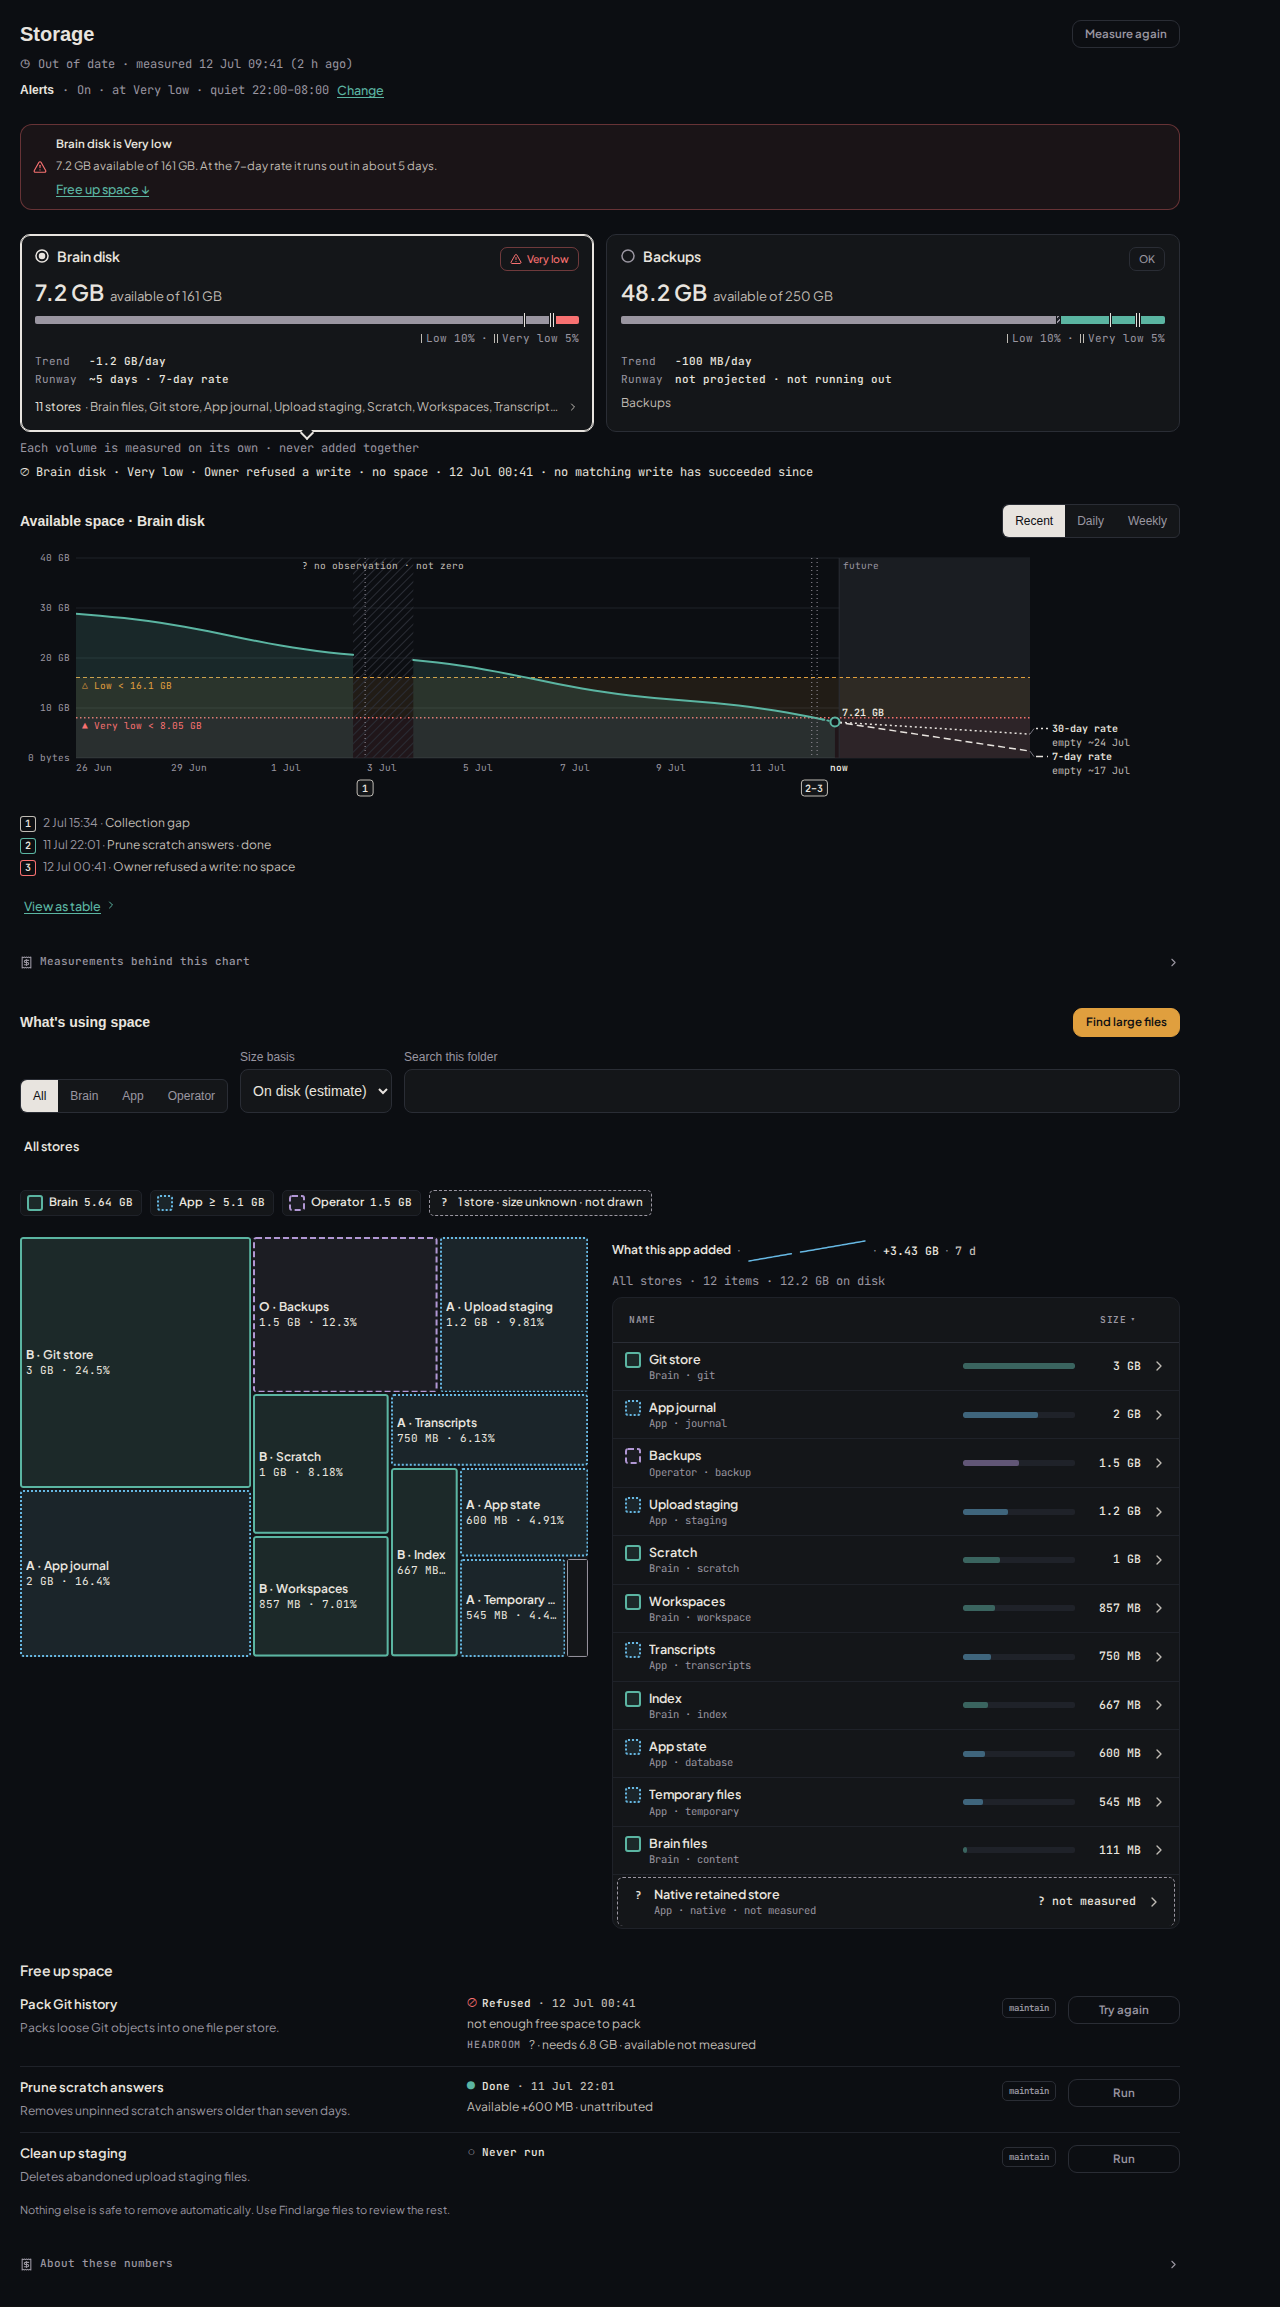 Storage
Measure again
Out of date · measured 12 Jul 09:41 (2 h ago)
Alerts · On · at Very low · quiet 22:00–08:00 Change
Brain disk is Very low
7.2 GB available of 161 GB. At the 7-day rate it runs out in about 5 days.
Free up space ↓
Brain disk
Very low
7.2 GB available of 161 GB
Low 10% · Very low 5%
Trend -1.2 GB/day
Runway ~5 days · 7-day rate
11 stores · Brain files, Git store, App journal, Upload staging, Scratch, Workspaces, Transcript…
Backups
OK
48.2 GB available of 250 GB
Low 10% · Very low 5%
Trend -100 MB/day
Runway not projected · not running out
Backups
Each volume is measured on its own · never added together
Brain disk · Very low · Owner refused a write · no space · 12 Jul 00:41 · no matching write has succeeded since
Available space · Brain disk
Recent Daily Weekly
40 GB
30 GB
20 GB
10 GB
0 bytes
? no observation · not zero
future
△ Low < 16.1 GB
▲ Very low < 8.05 GB
7.21 GB
30-day rate
empty ~24 Jul
7-day rate
empty ~17 Jul
26 Jun 29 Jun 1 Jul 3 Jul 5 Jul 7 Jul 9 Jul 11 Jul now
1
2-3
1 2 Jul 15:34 · Collection gap
2 11 Jul 22:01 · Prune scratch answers · done
3 12 Jul 00:41 · Owner refused a write: no space
View as table
Measurements behind this chart
What's using space
Find large files
All Brain App Operator
Size basis
On disk (estimate)
Search this folder
All stores
Brain 5.64 GB
App ≥ 5.1 GB
Operator 1.5 GB
? 1 store · size unknown · not drawn
B · Git store
3 GB · 24.5%
A · App journal
2 GB · 16.4%
O · Backups
1.5 GB · 12.3%
A · Upload staging
1.2 GB · 9.81%
B · Scratch
1 GB · 8.18%
B · Workspaces
857 MB · 7.01%
A · Transcripts
750 MB · 6.13%
B · Index
667 MB…
A · App state
600 MB · 4.91%
A · Temporary …
545 MB · 4.4…
What this app added · · +3.43 GB · 7 d
All stores · 12 items · 12.2 GB on disk
NAME
SIZE
Git store
Brain · git
3 GB
App journal
App · journal
2 GB
Backups
Operator · backup
1.5 GB
Upload staging
App · staging
1.2 GB
Scratch
Brain · scratch
1 GB
Workspaces
Brain · workspace
857 MB
Transcripts
App · transcripts
750 MB
Index
Brain · index
667 MB
App state
App · database
600 MB
Temporary files
App · temporary
545 MB
Brain files
Brain · content
111 MB
? Native retained store
App · native · not measured
? not measured
Free up space
Pack Git history
Packs loose Git objects into one file per store.
Refused · 12 Jul 00:41
not enough free space to pack
HEADROOM ? · needs 6.8 GB · available not measured
maintain
Try again
Prune scratch answers
Removes unpinned scratch answers older than seven days.
Done · 11 Jul 22:01
Available +600 MB · unattributed
maintain
Run
Clean up staging
Deletes abandoned upload staging files.
Never run
maintain
Run
Nothing else is safe to remove automatically. Use Find large files to review the rest.
About these numbers